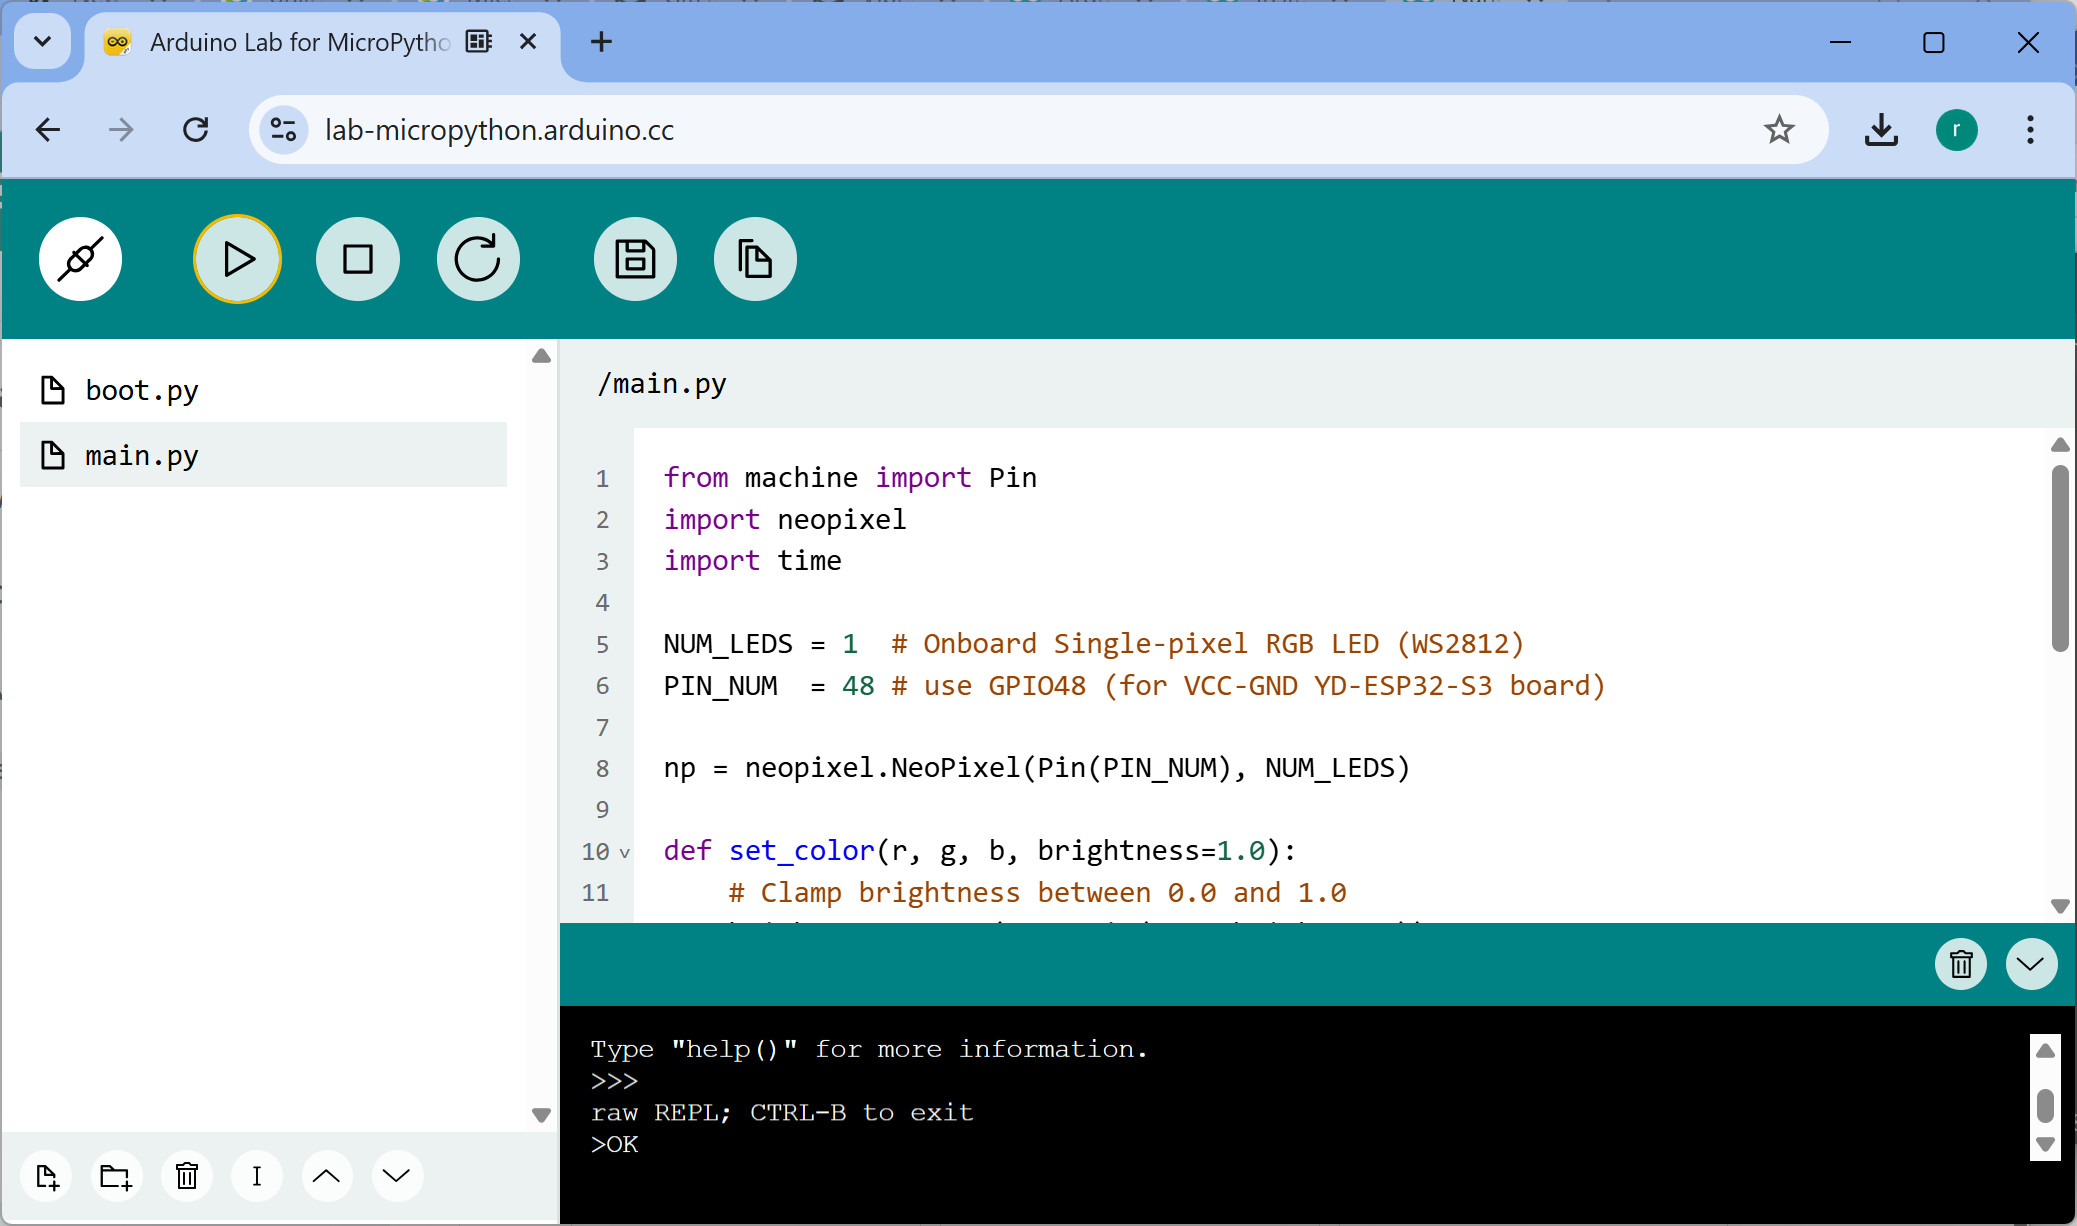 Arduino Lab for MicroPytho
lab-micropython.arduino.cc
r
boot.py
main.py
/main.py
1 from machine import Pin
2 import neopixel
3 import time
4
5 NUM_LEDS = 1  # Onboard Single-pixel RGB LED (WS2812)
6 PIN_NUM  = 48 # use GPIO48 (for VCC-GND YD-ESP32-S3 board)
7
8 np = neopixel.NeoPixel(Pin(PIN_NUM), NUM_LEDS)
9
10 def set_color(r, g, b, brightness=1.0):
11     # Clamp brightness between 0.0 and 1.0
Type "help()" for more information.
>>>
raw REPL; CTRL-B to exit
>OK